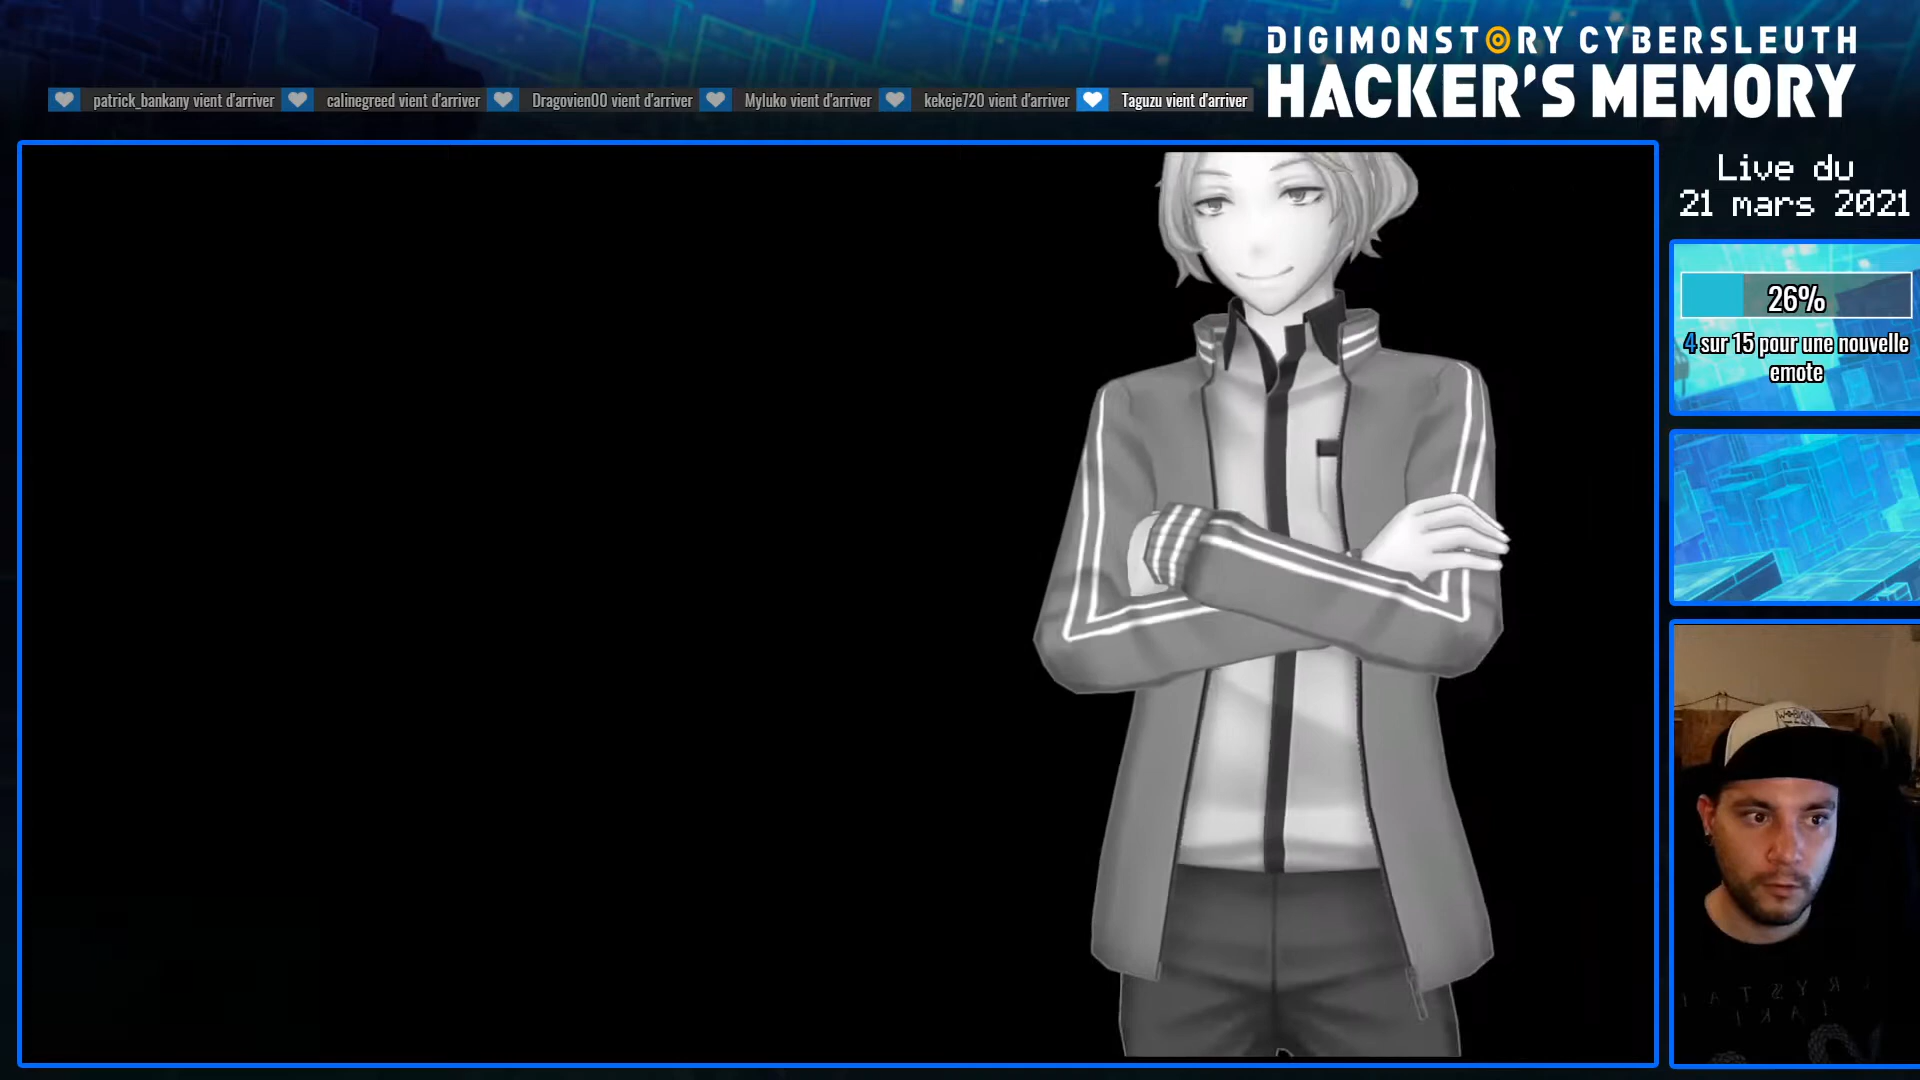 DIGIMONSTORY CYBERSLEUTH
HACKER'S MEMORY
patrick_bankany vient d'arriver
calinegreed vient d'arriver
Dragovien00 vient d'arriver
Myluko vient d'arriver
kekeje720 vient d'arriver
Taguzu vient d'arriver
Live du
21 mars 2021
26%
4 sur 15 pour une nouvelle
emote